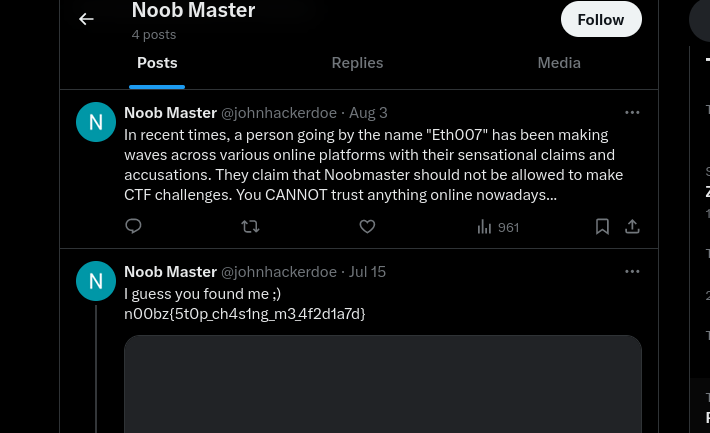 Noob Master
4 posts
Follow
Posts Replies Media
N
Noob Master @johnhackerdoe · Aug 3
In recent times, a person going by the name "Eth007" has been making
waves across various online platforms with their sensational claims and
accusations. They claim that Noobmaster should not be allowed to make
CTF challenges. You CANNOT trust anything online nowadays...
961
N
Noob Master @johnhackerdoe · Jul 15
I guess you found me ;)
n00bz{5t0p_ch4s1ng_m3_4f2d1a7d}